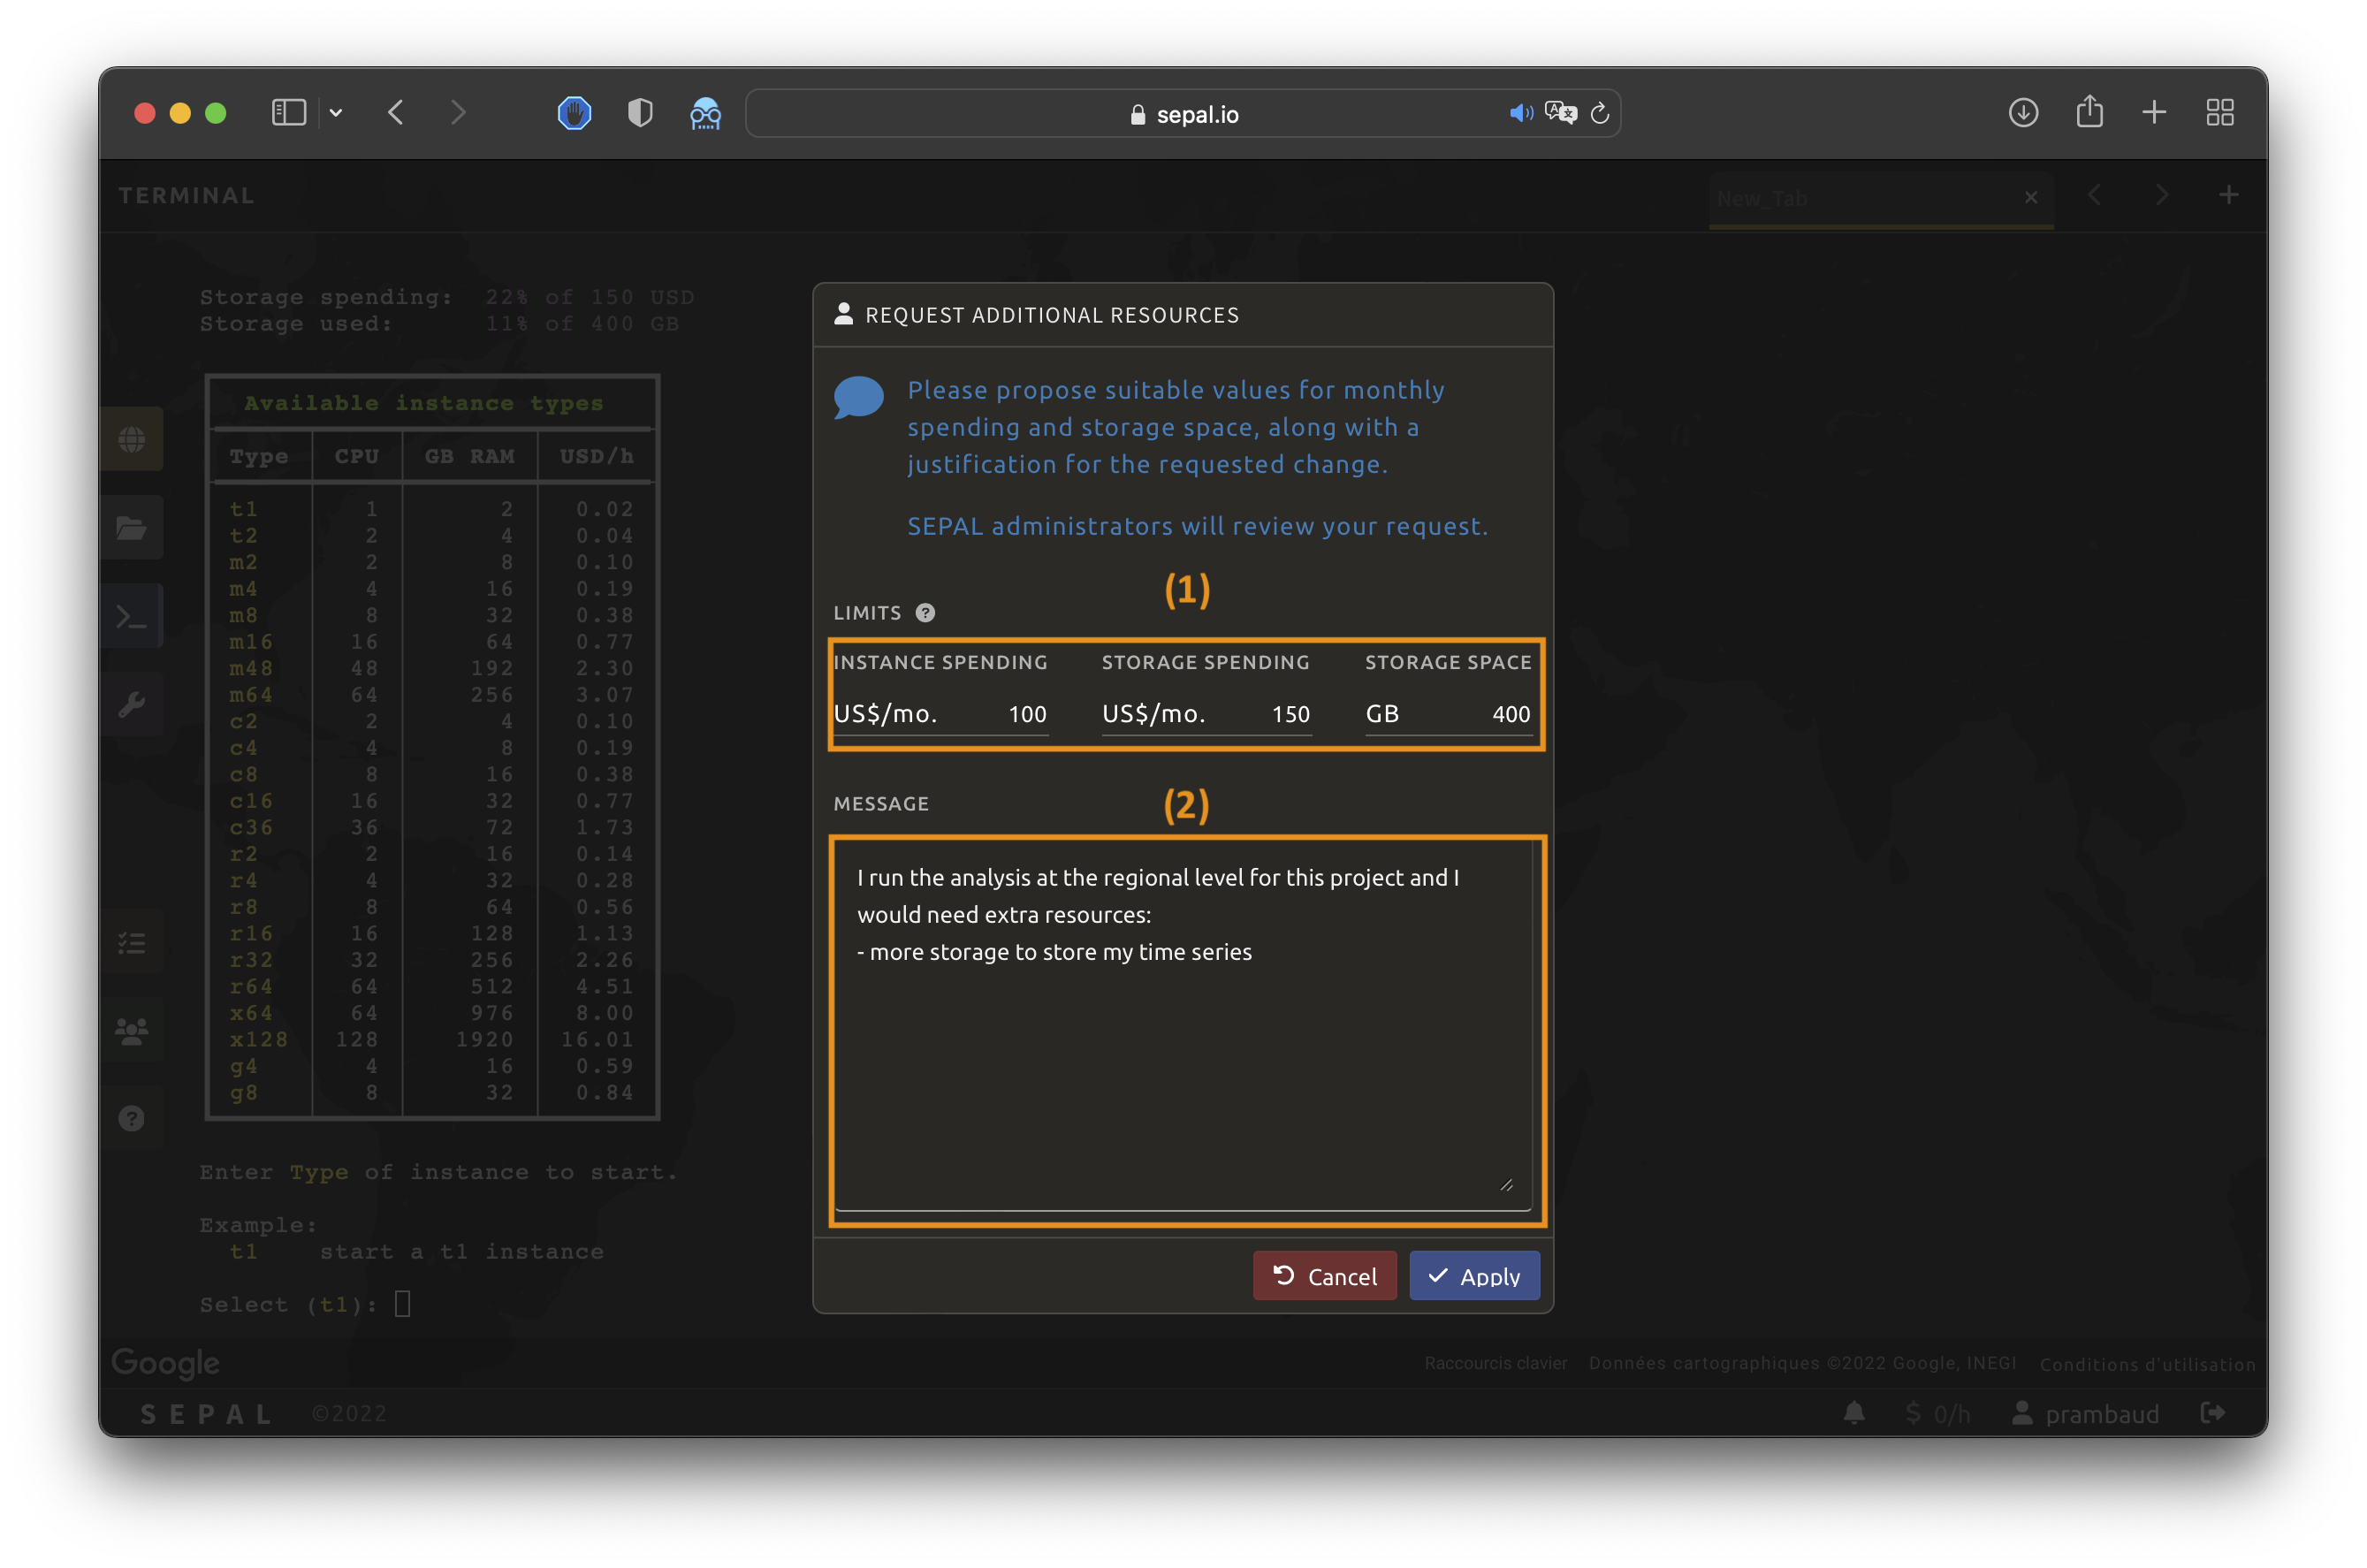 sepal.io
TERMINAL
New_Tab
Storage spending: 22% of 150 USD
Storage used: 11% of 400 GB
Available instance types
Type CPU GB RAM USD/h
t1 1 2 0.02
t2 2 4 0.04
m2 2 8 0.10
m4 4 16 0.19
m8 8 32 0.38
m16 16 64 0.77
m48 48 192 2.30
m64 64 256 3.07
c2 2 4 0.10
c4 4 8 0.19
c8 8 16 0.38
c16 16 32 0.77
c36 36 72 1.73
r2 2 16 0.14
r4 4 32 0.28
r8 8 64 0.56
r16 16 128 1.13
r32 32 256 2.26
r64 64 512 4.51
x64 64 976 8.00
x128 128 1920 16.01
g4 4 16 0.59
g8 8 32 0.84
Enter Type of instance to start.
Example:
t1 start a t1 instance
Select (t1):
REQUEST ADDITIONAL RESOURCES
Please propose suitable values for monthly
spending and storage space, along with a
justification for the requested change.
SEPAL administrators will review your request.
(1)
LIMITS ?
INSTANCE SPENDING STORAGE SPENDING STORAGE SPACE
US$/mo. 100 US$/mo. 150 GB 400
(2)
MESSAGE
I run the analysis at the regional level for this project and I
would need extra resources:
- more storage to store my time series
Cancel Apply
Google
Raccourcis clavier Données cartographiques ©2022 Google, INEGI Conditions d'utilisation
SEPAL ©2022
$ 0/h prambaud